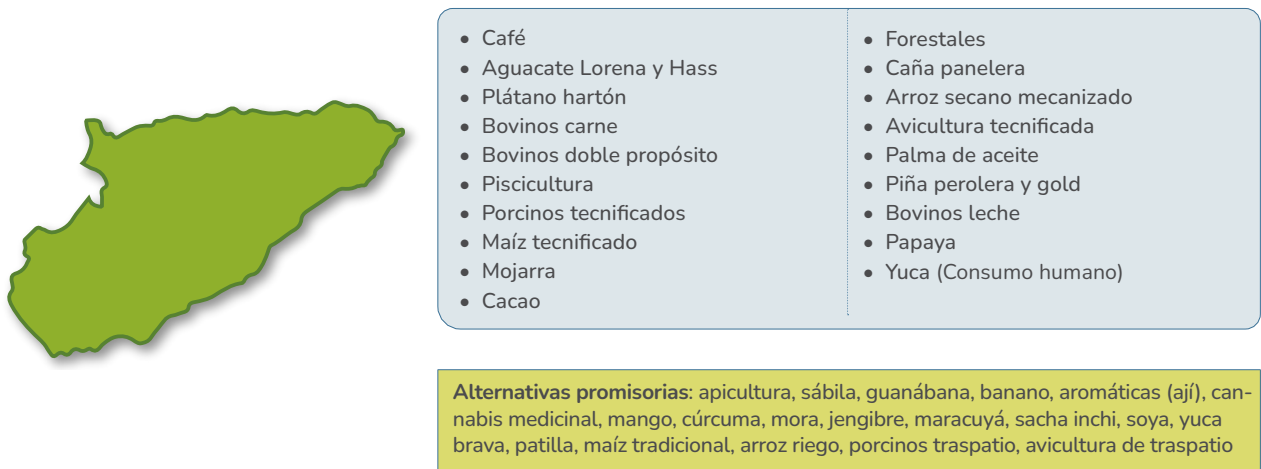 • Café
• Aguacate Lorena y Hass
• Plátano hartón
• Bovinos carne
• Bovinos doble propósito
• Piscicultura
• Porcinos tecnificados
• Maíz tecnificado
• Mojarra
• Cacao
• Forestales
• Caña panelera
• Arroz secano mecanizado
• Avicultura tecnificada
• Palma de aceite
• Piña perolera y gold
• Bovinos leche
• Papaya
• Yuca (Consumo humano)
Alternativas promisorias: apicultura, sábila, guanábana, banano, aromáticas (ají), can-
nabis medicinal, mango, cúrcuma, mora, jengibre, maracuyá, sacha inchi, soya, yuca
brava, patilla, maíz tradicional, arroz riego, porcinos traspatio, avicultura de traspatio